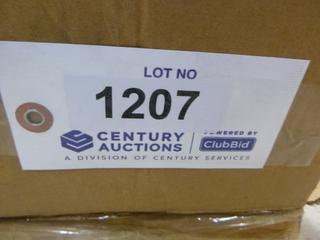 LOT NO
1207
CENTURY AUCTIONS
POWERED BY
ClubBid
A DIVISION OF CENTURY SERVICES